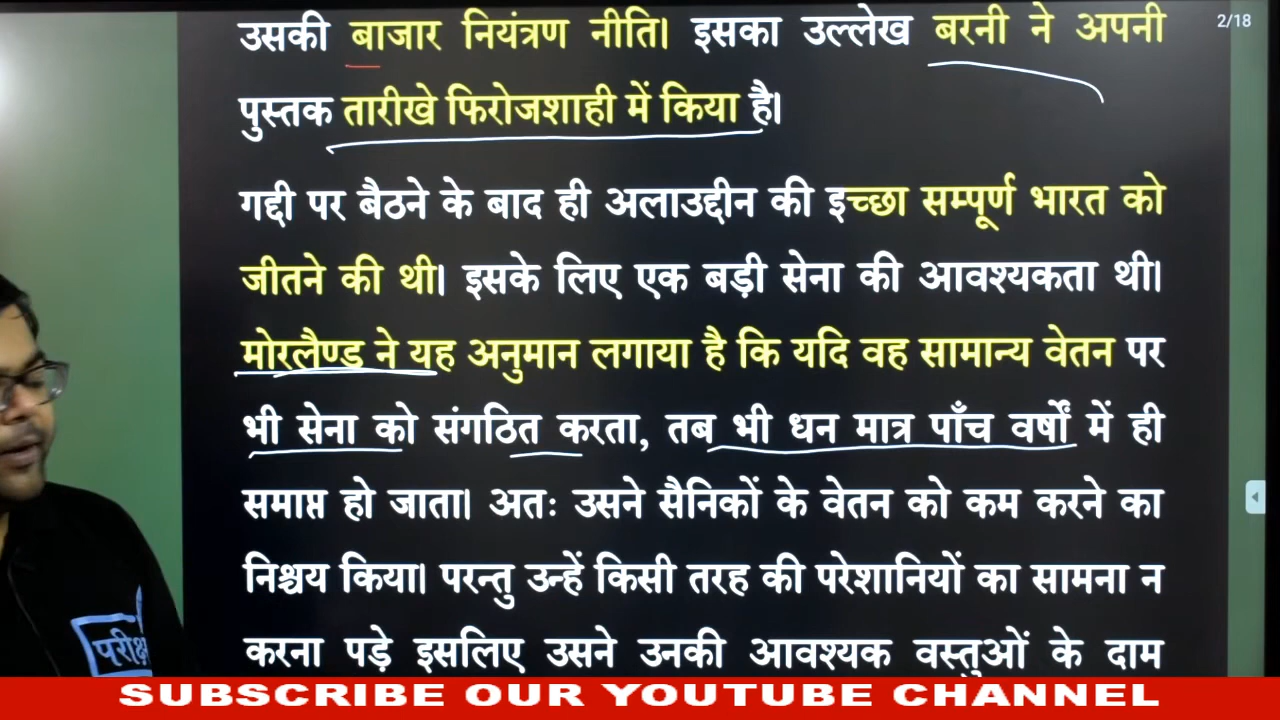 उसकी बाजार नियंत्रण नीति। इसका उल्लेख बरनी ने अपनी
2/18
पुस्तक तारीखे फिरोजशाही में किया है।
गद्दी पर बैठने के बाद ही अलाउद्दीन की इच्छा सम्पूर्ण भारत को
जीतने की थी। इसके लिए एक बड़ी सेना की आवश्यकता थी।
मोरलैण्ड ने यह अनुमान लगाया है कि यदि वह सामान्य वेतन पर
भी सेना को संगठित करता, तब भी धन मात्र पाँच वर्षों में ही
समाप्त हो जाता। अतः उसने सैनिकों के वेतन को कम करने का
निश्चय किया। परन्तु उन्हें किसी तरह की परेशानियों का सामना न
करना पड़े इसलिए उसने उनकी आवश्यक वस्तुओं के दाम
SUBSCRIBE OUR YOUTUBE CHANNEL